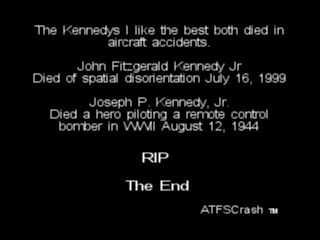 The Kennedys I like the best both died in
aircraft accidents.
John Fitzgerald Kennedy Jr
Died of spatial disorientation July 16, 1999
Joseph P. Kennedy, Jr.
Died a hero piloting a remote control
bomber in WWII August 12, 1944
RIP
The End
ATFSCrash ™